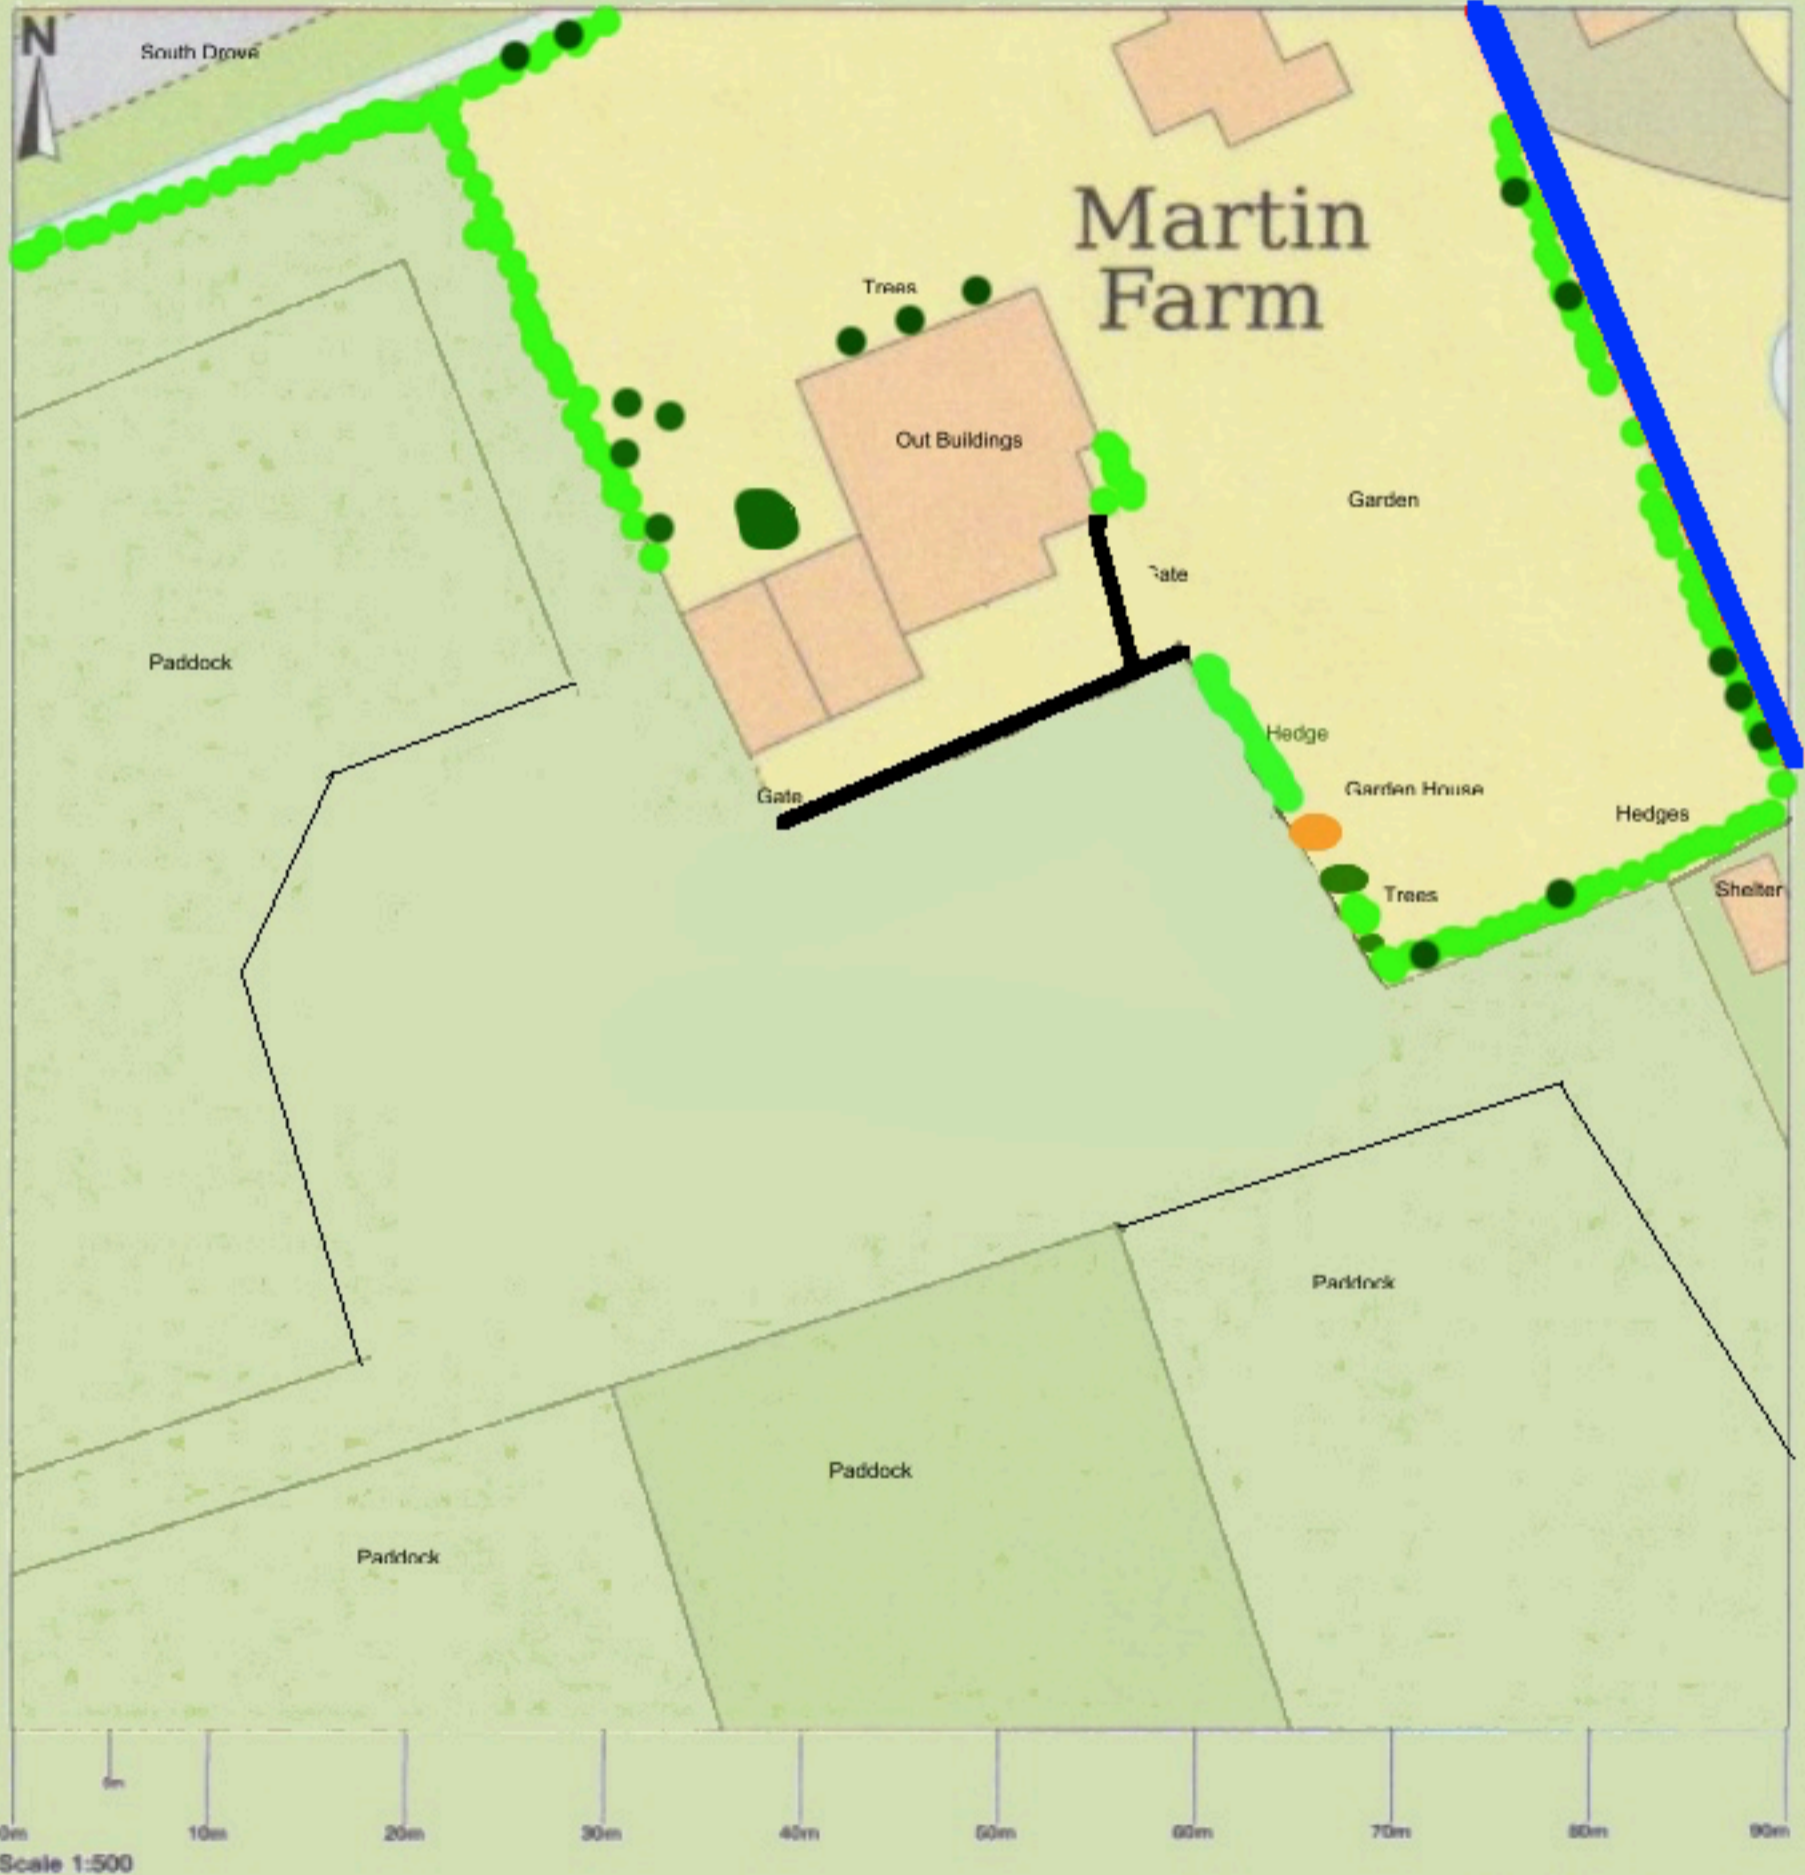 N
South Drove
Martin
Farm
Trees
Out Buildings
Garden
Gate
Paddock
Hedge
Gate
Garden House
Hedges
Shelter
Trees
Paddock
Paddock
Paddock
5m
0m 10m 20m 30m 40m 50m 60m 70m 80m 90m
Scale 1:500